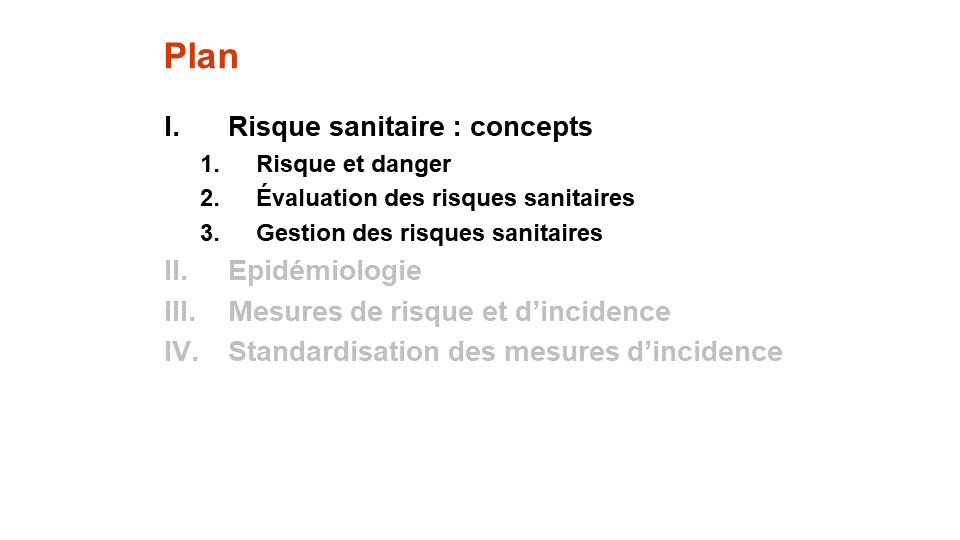 Plan
I. Risque sanitaire : concepts
1. Risque et danger
2. Évaluation des risques sanitaires
3. Gestion des risques sanitaires
II. Epidémiologie
III. Mesures de risque et d’incidence
IV. Standardisation des mesures d’incidence